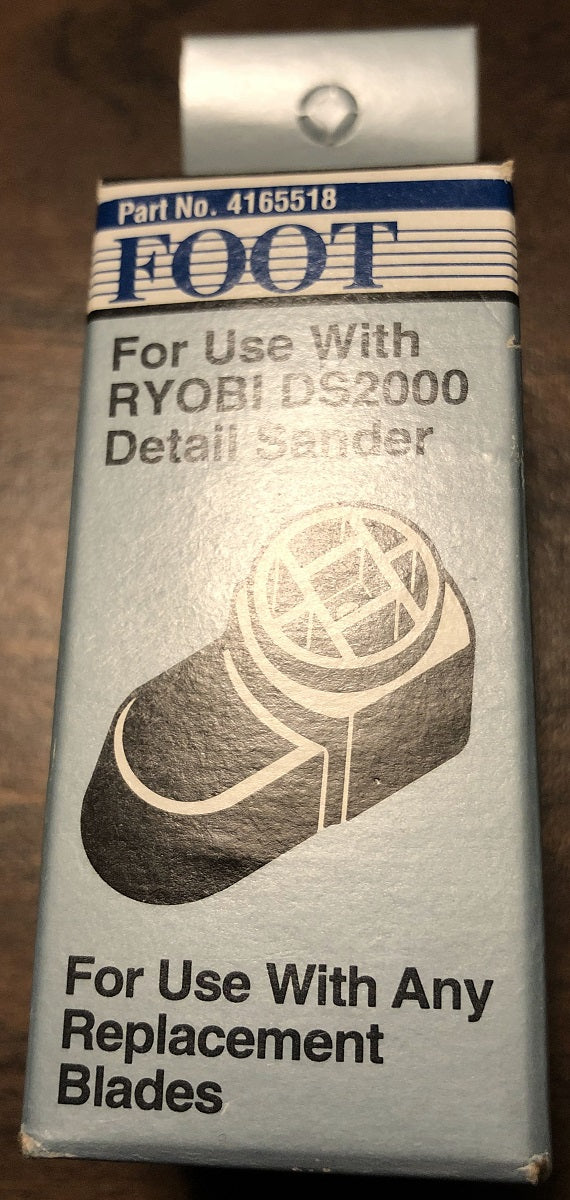 Part No. 4165518
FOOT
For Use With
RYOBI DS2000
Detail Sander
For Use With Any
Replacement
Blades